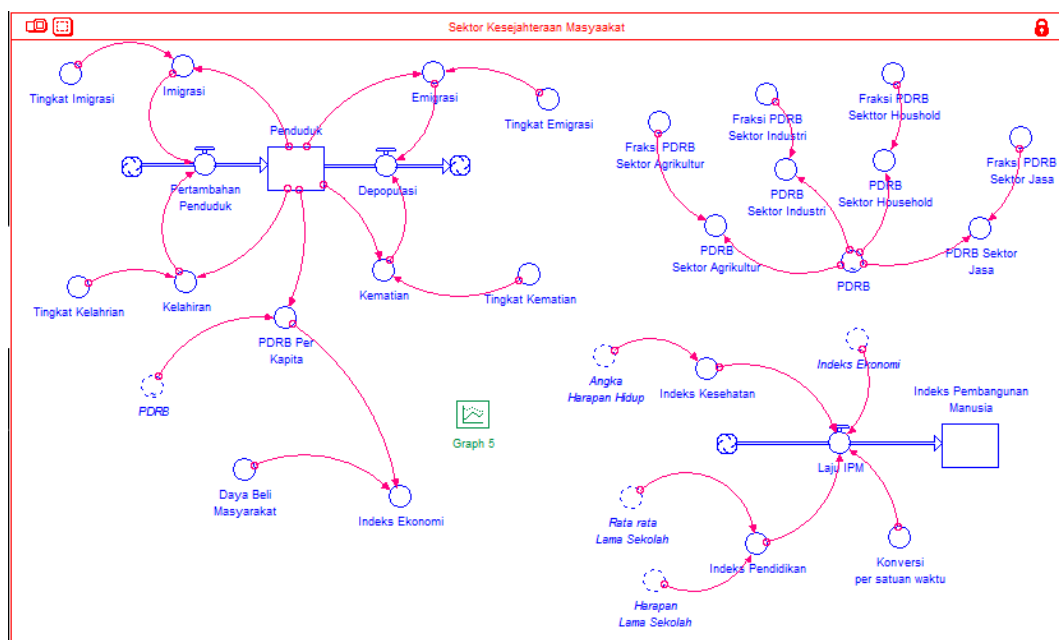 Sektor Kesejahteraan Masyaakat
Tingkat Imigrasi
Imigrasi
Emigrasi
Tingkat Emigrasi
Penduduk
Pertambahan
Penduduk
Depopulasi
Tingkat Kelahrian
Kelahiran
Kematian
Tingkat Kematian
PDRB Per
Kapita
PDRB
Daya Beli
Masyarakat
Indeks Ekonomi
Graph 5
Fraksi PDRB
Sektor Agrikultur
Fraksi PDRB
Sektor Industri
Fraksi PDRB
Sekttor Houshold
Fraksi PDRB
Sektor Jasa
PDRB
Sektor Agrikultur
PDRB
Sektor Industri
PDRB
Sektor Household
PDRB Sektor
Jasa
PDRB
Angka
Harapan Hidup
Indeks Kesehatan
Indeks Ekonomi
Indeks Pembangunan
Manusia
Laju IPM
Rata rata
Lama Sekolah
Indeks Pendidikan
Harapan
Lama Sekolah
Konversi
per satuan waktu